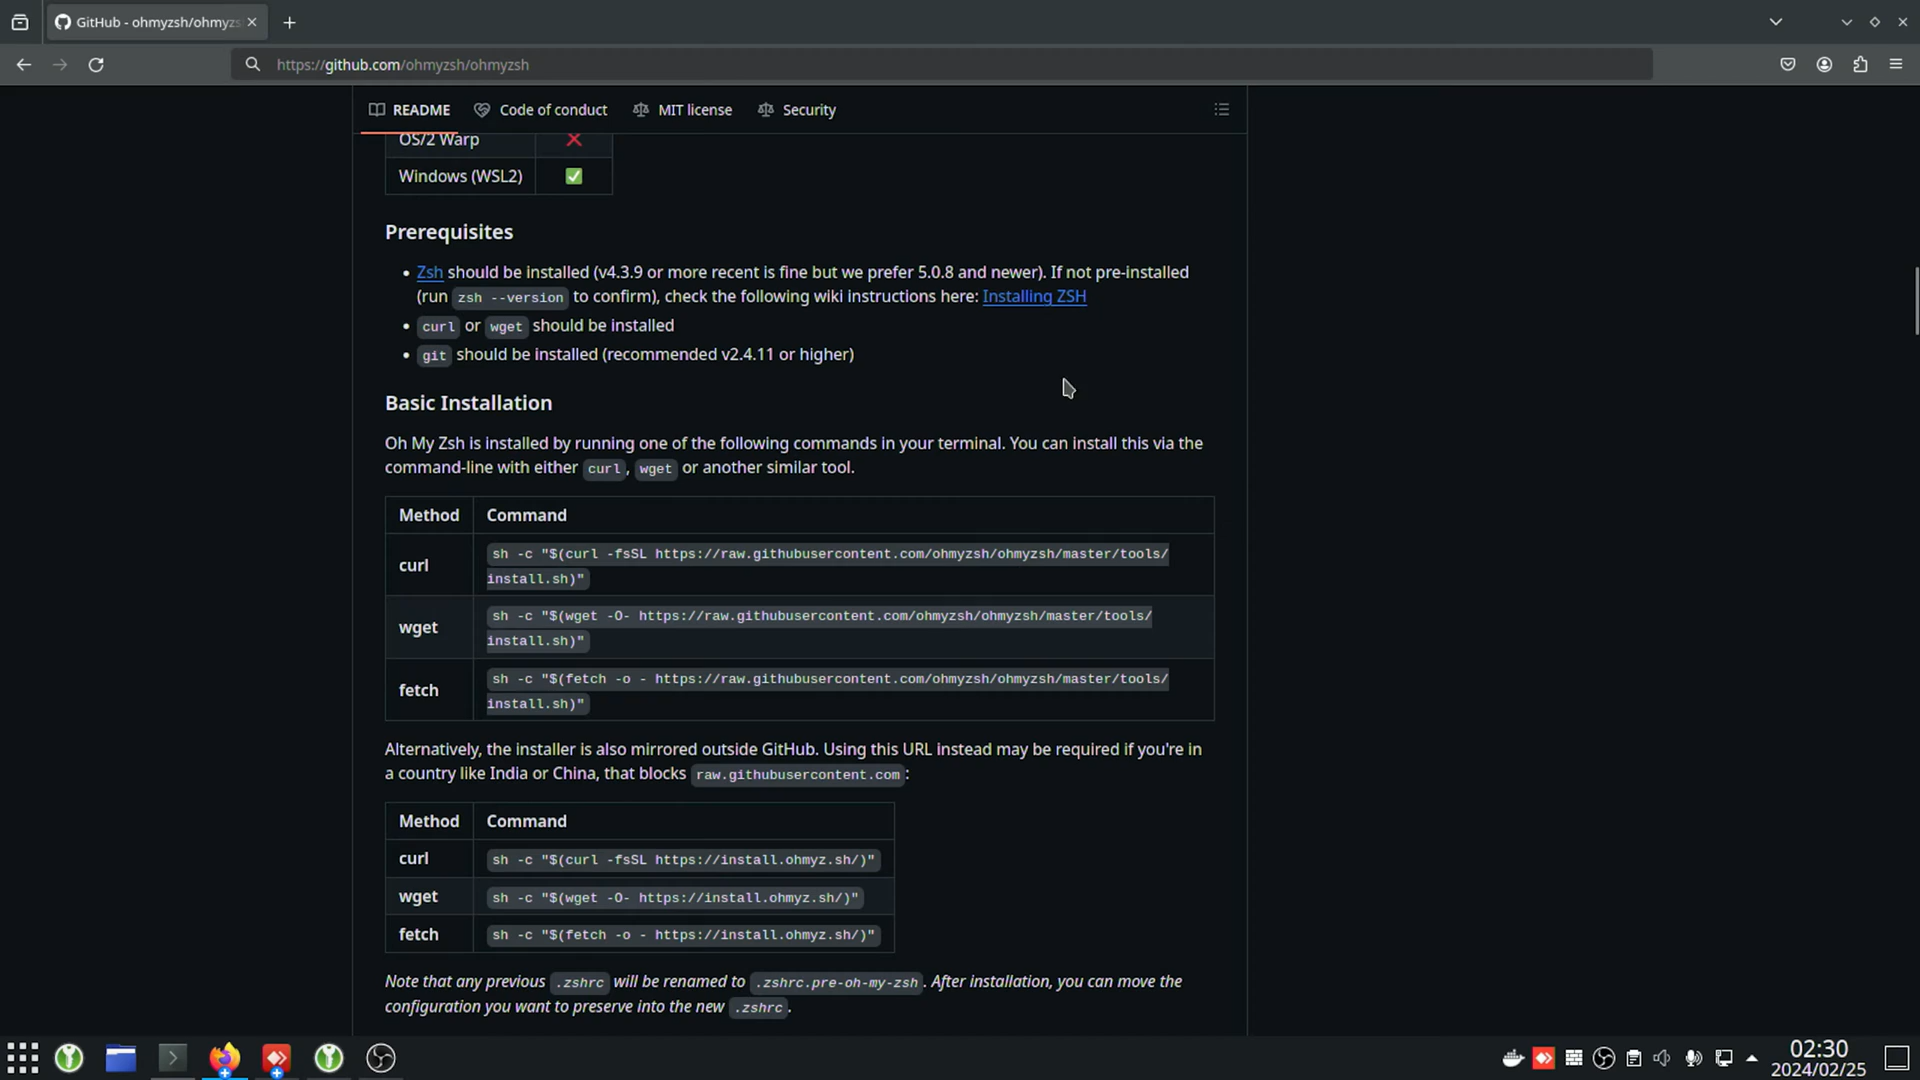 GitHub - ohmyzsh/ohmyzs
https://github.com/ohmyzsh/ohmyzsh
README Code of conduct MIT license Security
OS/2 Warp ❌
Windows (WSL2) ✅
Prerequisites
• Zsh should be installed (v4.3.9 or more recent is fine but we prefer 5.0.8 and newer). If not pre-installed
(run zsh --version to confirm), check the following wiki instructions here: Installing ZSH
• curl or wget should be installed
• git should be installed (recommended v2.4.11 or higher)
Basic Installation
Oh My Zsh is installed by running one of the following commands in your terminal. You can install this via the
command-line with either curl, wget or another similar tool.
Method Command
curl sh -c "$(curl -fsSL https://raw.githubusercontent.com/ohmyzsh/ohmyzsh/master/tools/
install.sh)"
wget sh -c "$(wget -O- https://raw.githubusercontent.com/ohmyzsh/ohmyzsh/master/tools/
install.sh)"
fetch sh -c "$(fetch -o - https://raw.githubusercontent.com/ohmyzsh/ohmyzsh/master/tools/
install.sh)"
Alternatively, the installer is also mirrored outside GitHub. Using this URL instead may be required if you're in
a country like India or China, that blocks raw.githubusercontent.com:
Method Command
curl sh -c "$(curl -fsSL https://install.ohmyz.sh/)"
wget sh -c "$(wget -O- https://install.ohmyz.sh/)"
fetch sh -c "$(fetch -o - https://install.ohmyz.sh/)"
Note that any previous .zshrc will be renamed to .zshrc.pre-oh-my-zsh. After installation, you can move the
configuration you want to preserve into the new .zshrc.
02:30
2024/02/25